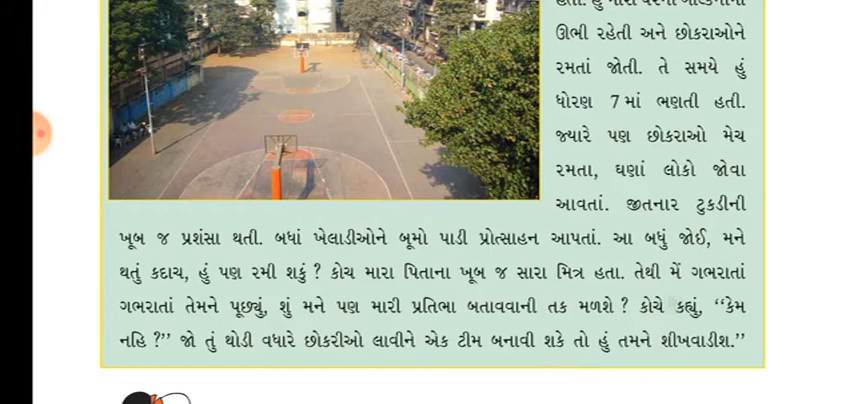 ઊભી રહેતી અને છોકરાઓને
રમતાં જોતી. તે સમયે હું
ધોરણ 7 માં ભણતી હતી.
જ્યારે પણ છોકરાઓ મેચ
રમતા, ઘણાં લોકો જોવા
આવતાં. જીતનાર ટુકડીની
ખૂબ જ પ્રશંસા થતી. બધાં ખેલાડીઓને બૂમો પાડી પ્રોત્સાહન આપતાં. આ બધું જોઈ, મને
થતું કદાચ, હું પણ રમી શકું ? કોચ મારા પિતાના ખૂબ જ સારા મિત્ર હતા. તેથી મેં ગભરાતાં
ગભરાતાં તેમને પૂછ્યું, શું મને પણ મારી પ્રતિભા બતાવવાની તક મળશે ? કોચે કહ્યું, ‘‘કેમ
નહિ ?’’ જો તું થોડી વધારે છોકરીઓ લાવીને એક ટીમ બનાવી શકે તો હું તમને શીખવાડીશ.’’